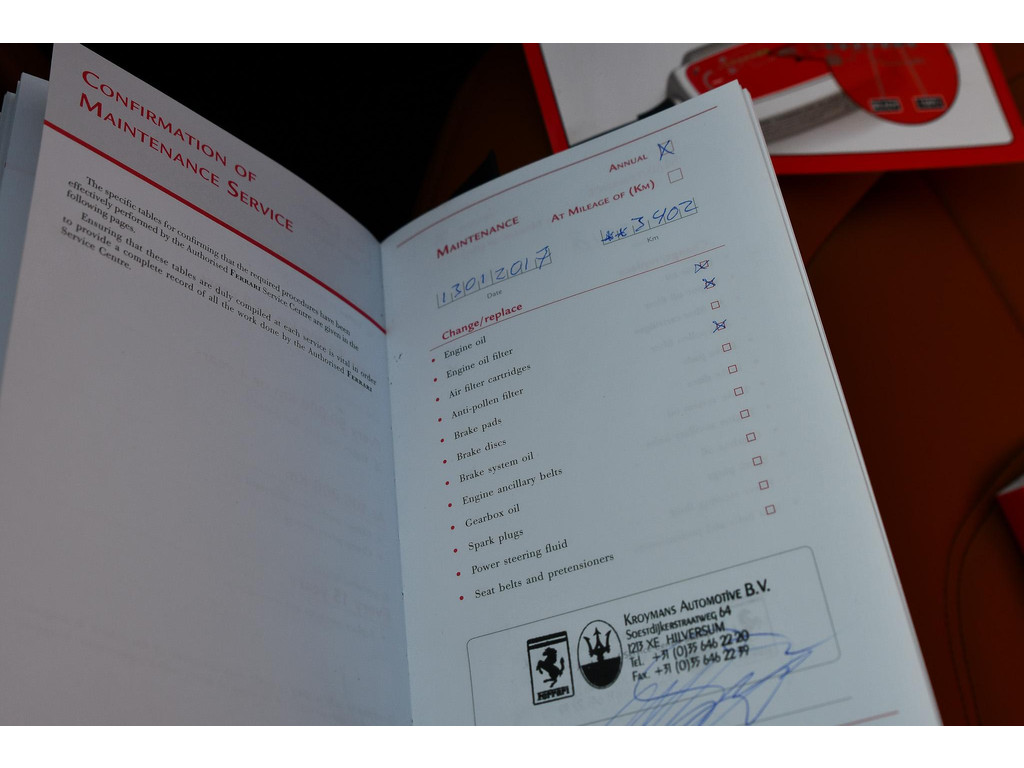 CONFIRMATION OF
MAINTENANCE SERVICE
The specific tables for confirming that the required procedures have been
effectively performed by the Authorised FERRARI Service Centre are given in the
following pages.
Ensuring that these tables are duly compiled at each service is vital in order
to provide a complete record of all the work done by the Authorised FERRARI
Service Centre.
ANNUAL
MAINTENANCE AT MILEAGE OF (KM)
13012017 **3402
Date Km
Change/replace
Engine oil
Engine oil filter
Air filter cartridges
Anti-pollen filter
Brake pads
Brake discs
Brake system oil
Engine ancillary belts
Gearbox oil
Spark plugs
Power steering fluid
Seat belts and pretensioners
KROYMANS AUTOMOTIVE B.V.
SOESTDIJKERSTRAATWEG 64
1213 XE HILVERSUM
TEL. +31 (0)35 646 22 20
FAX. +31 (0)35 646 22 39
Ferrari